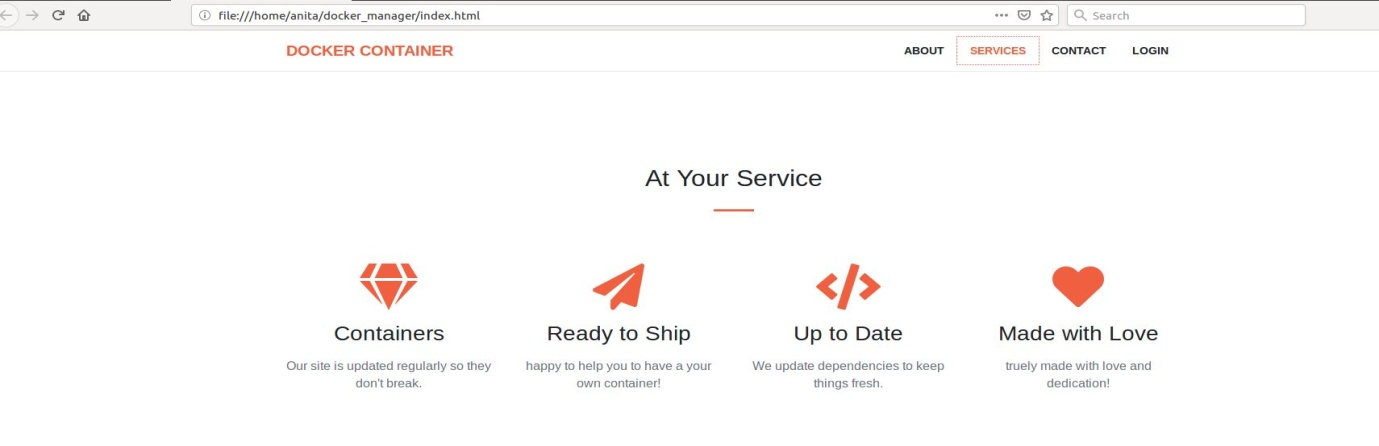 file:///home/anita/docker_manager/index.html
Search
DOCKER CONTAINER
ABOUT
SERVICES
CONTACT
LOGIN
At Your Service
Containers
Our site is updated regularly so they
don't break.
Ready to Ship
happy to help you to have a your
own container!
Up to Date
We update dependencies to keep
things fresh.
Made with Love
truely made with love and
dedication!